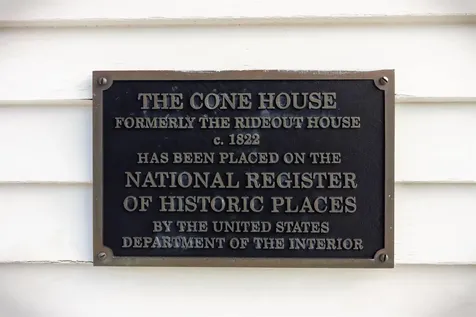 THE CONE HOUSE
FORMERLY THE RIDEOUT HOUSE
c. 1822
HAS BEEN PLACED ON THE
NATIONAL REGISTER
OF HISTORIC PLACES
BY THE UNITED STATES
DEPARTMENT OF THE INTERIOR